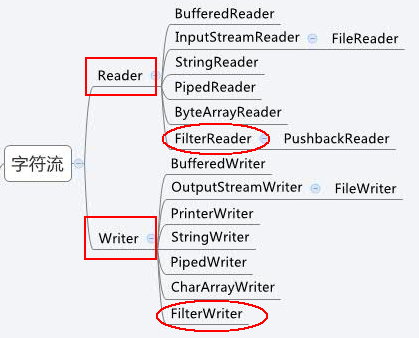 字符流
Reader
BufferedReader
InputStreamReader
FileReader
StringReader
PipedReader
ByteArrayReader
FilterReader
PushbackReader
Writer
BufferedWriter
OutputStreamWriter
FileWriter
PrinterWriter
StringWriter
PipedWriter
CharArrayWriter
FilterWriter